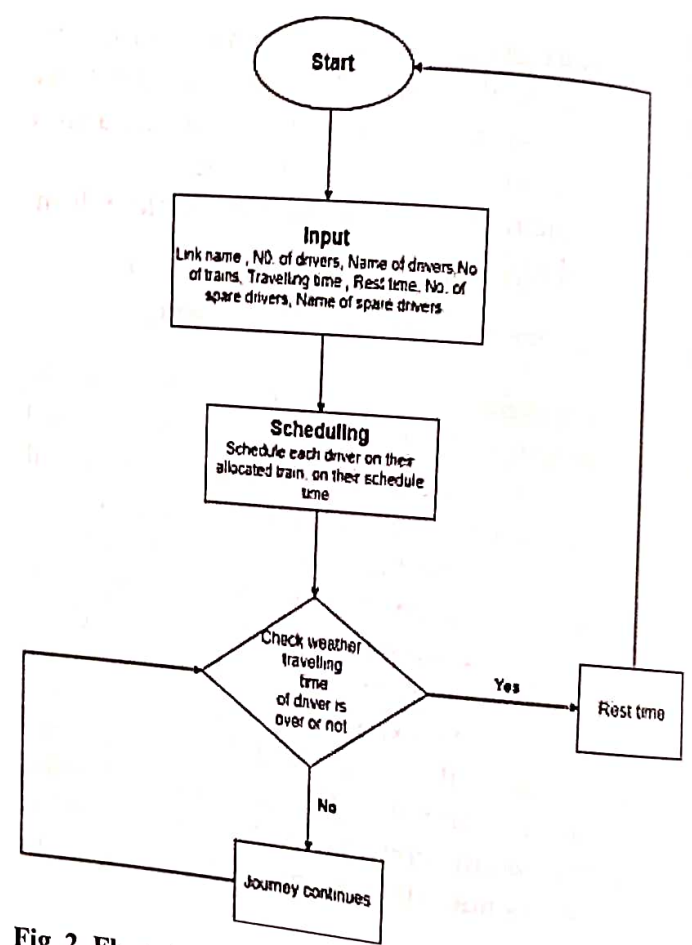 Start
Input
Link name , N0. of drivers, Name of drivers,No
of trains, Travelling time , Rest time, No. of
spare drivers, Name of spare drivers
Scheduling
Schedule each driver on their
allocated train, on their schedule
time
Check weather
travelling
time
of driver is
over or not
Yes
Rest time
No
Journey continues
Fig. 2